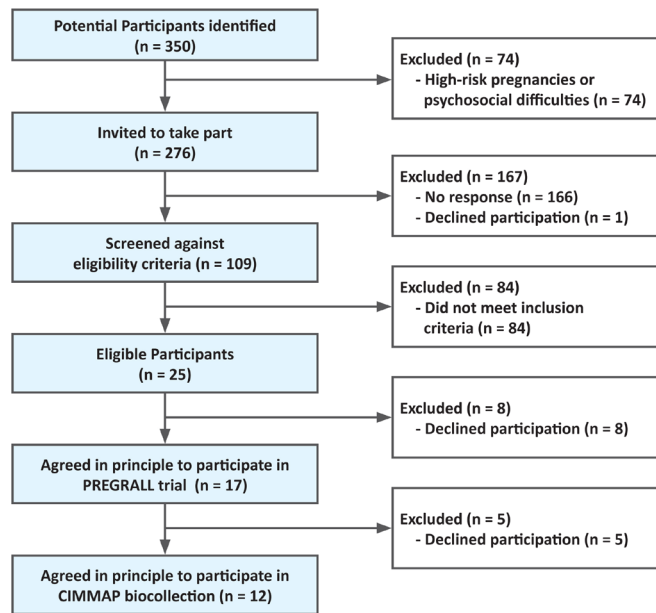 Potential Participants identified
(n = 350)
Excluded (n = 74)
- High-risk pregnancies or
psychosocial difficulties (n = 74)
Invited to take part
(n = 276)
Excluded (n = 167)
- No response (n = 166)
- Declined participation (n = 1)
Screened against
eligibility criteria (n = 109)
Excluded (n = 84)
- Did not meet inclusion
criteria (n = 84)
Eligible Participants
(n = 25)
Excluded (n = 8)
- Declined participation (n = 8)
Agreed in principle to participate in
PREGRALL trial (n = 17)
Excluded (n = 5)
- Declined participation (n = 5)
Agreed in principle to participate in
CIMMAP biocollection (n = 12)